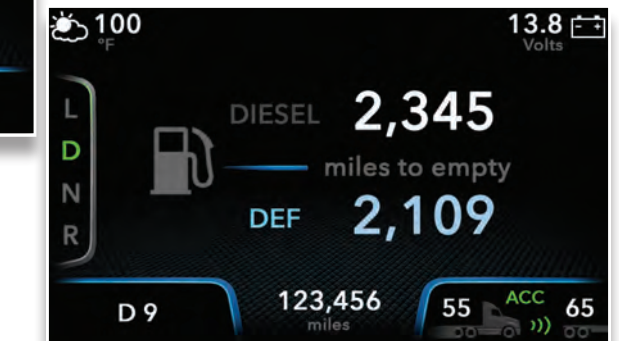 100
°F
13.8
Volts
L
D
N
R
DIESEL 2,345
miles to empty
DEF 2,109
D 9
123,456
miles
55 ACC 65